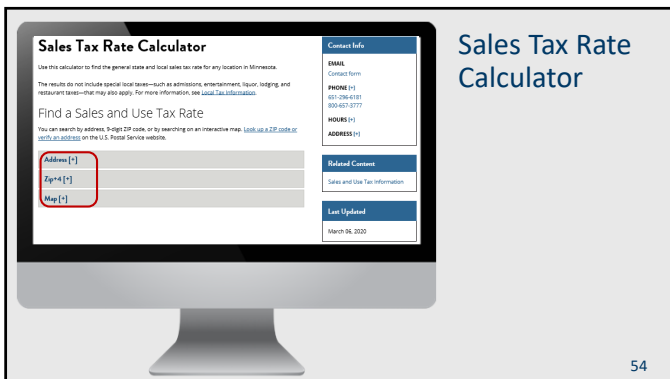 Sales Tax Rate Calculator
Use this calculator to find the general state and local sales tax rate for any location in Minnesota.
The results do not include special local taxes—such as admissions, entertainment, liquor, lodging, and
restaurant taxes—that may also apply. For more information, see Local Tax Information.
Find a Sales and Use Tax Rate
You can search by address, 9-digit ZIP code, or by searching on an interactive map. Look up a ZIP code or
verify an address on the U.S. Postal Service website.
Address [+]
Zip+4 [+]
Map [+]
Contact Info
EMAIL
Contact form
PHONE [+]
651-296-6181
800-657-3777
HOURS [+]
ADDRESS [+]
Related Content
Sales and Use Tax Information
Last Updated
March 06, 2020
Sales Tax Rate
Calculator
54